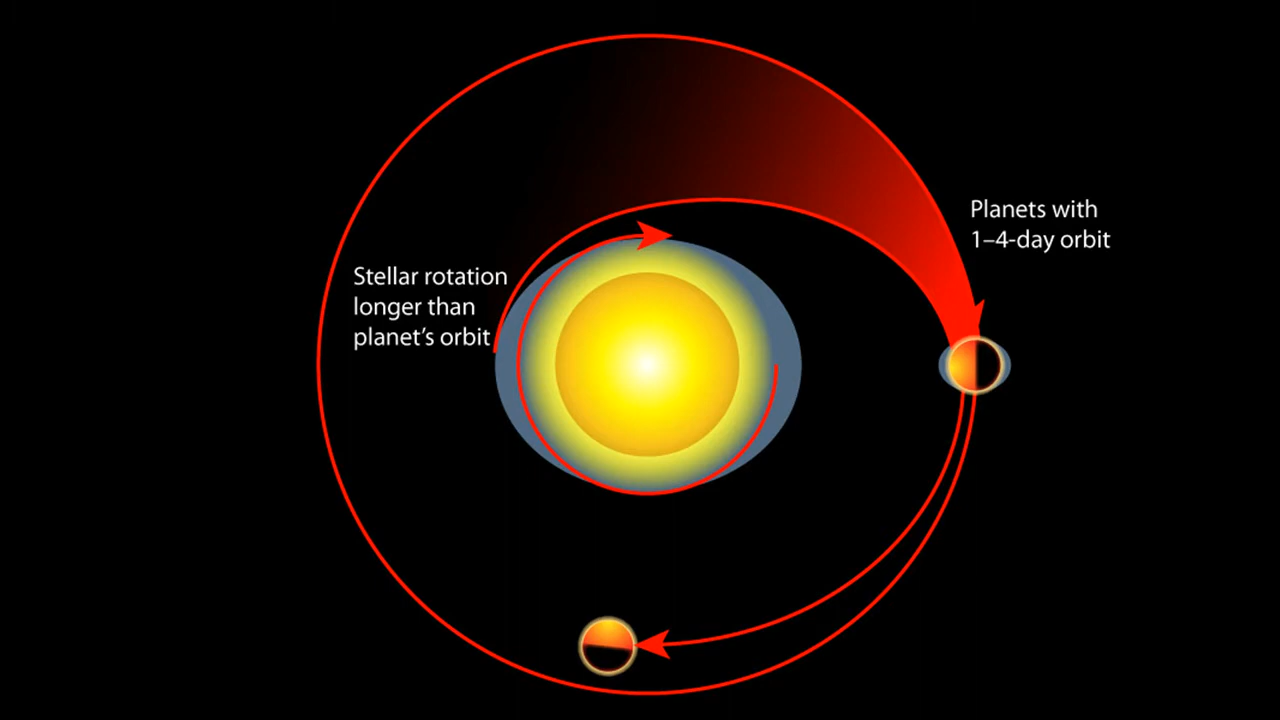 Planets with
1–4-day orbit
Stellar rotation
longer than
planet’s orbit